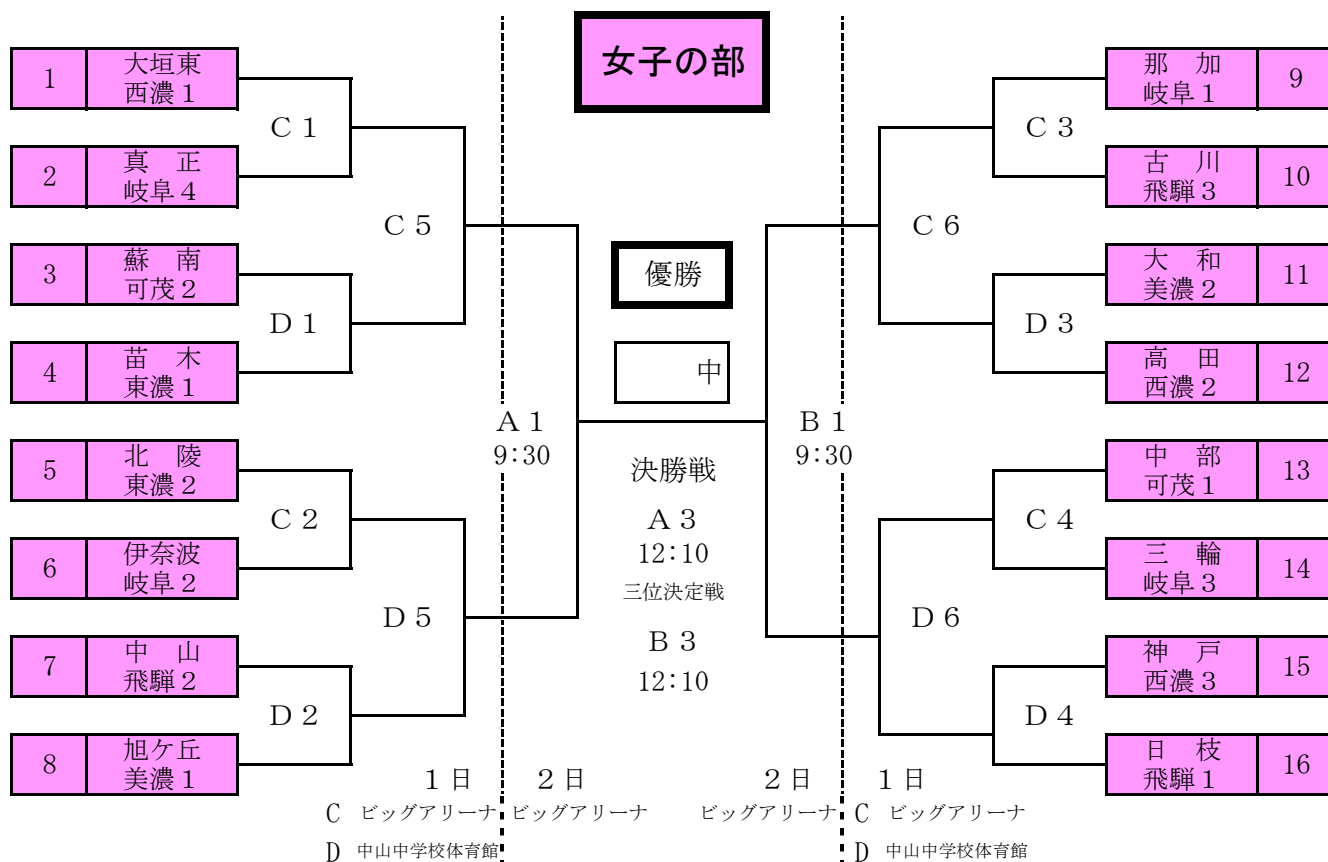 女子の部
1 大垣東
西濃１
C１
2 真　正
岐阜４
C５
3 蘇　南
可茂２
D１
4 苗　木
東濃１
A１
9:30
5 北　陵
東濃２
C２
6 伊奈波
岐阜２
D５
7 中　山
飛騨２
D２
8 旭ケ丘
美濃１
優勝
中
決勝戦
A３
12:10
三位決定戦
B３
12:10
那　加 9
岐阜１
C３
古　川 10
飛騨３
C６
大　和 11
美濃２
D３
高　田 12
西濃２
B１
9:30
中　部 13
可茂１
C４
三　輪 14
岐阜３
D６
神　戸 15
西濃３
D４
日　枝 16
飛騨１
１日 ２日 ２日 １日
C ビッグアリーナ ビッグアリーナ ビッグアリーナ C ビッグアリーナ
D 中山中学校体育館 D 中山中学校体育館